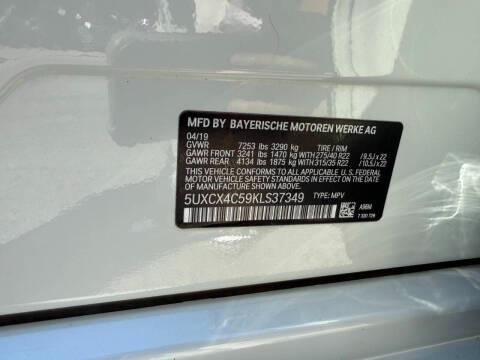 MFD BY BAYERISCHE MOTOREN WERKE AG
04/19
GVWR 7253 lbs 3290 kg TIRE / RIM
GAWR FRONT 3241 lbs 1470 kg WITH 275/40 R22 / 9.5J x 22
GAWR REAR 4134 lbs 1875 kg WITH 315/35 R22 / 10.5J x 22
THIS VEHICLE CONFORMS TO ALL APPLICABLE U.S. FEDERAL
MOTOR VEHICLE SAFETY STANDARDS IN EFFECT ON THE DATE
OF MANUFACTURE SHOWN ABOVE.
5UXCX4C59KLS37349 TYPE: MPV